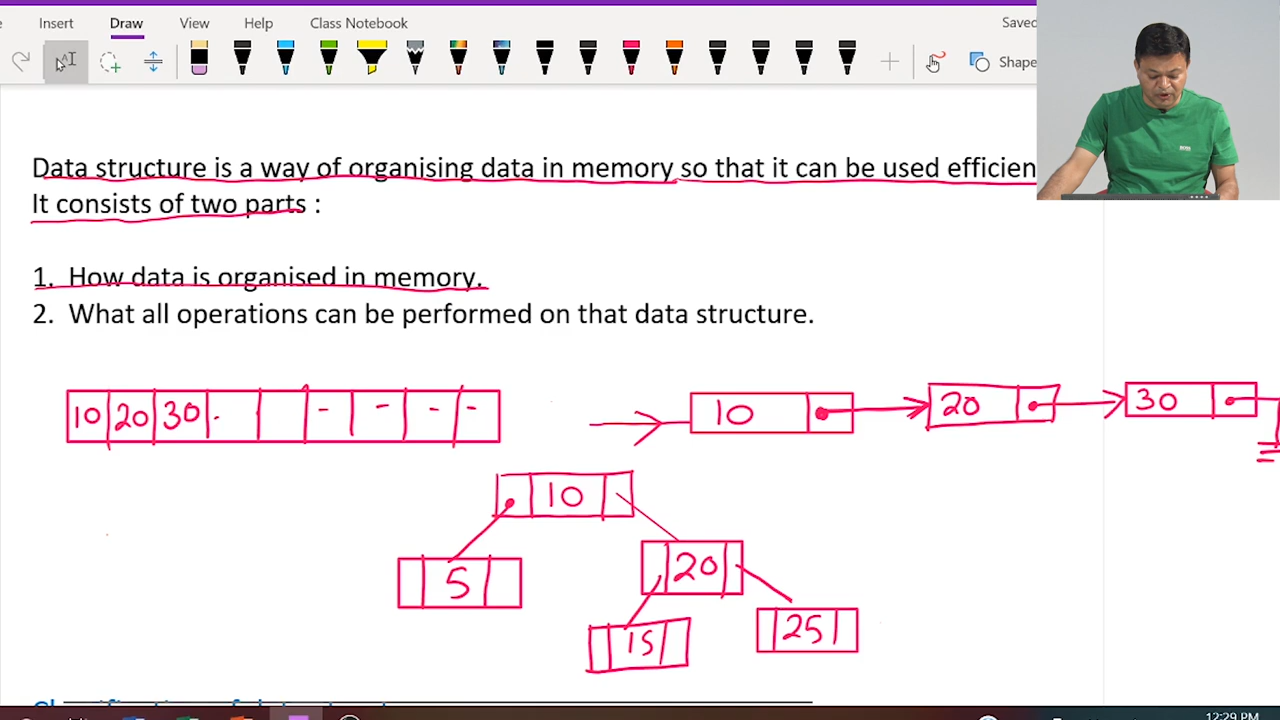 Insert Draw View Help Class Notebook Saved
Shape
Data structure is a way of organising data in memory so that it can be used efficien
It consists of two parts :
1. How data is organised in memory.
2. What all operations can be performed on that data structure.
10 20 30 10 20 30
10
5 20
15 25
12:29 PM